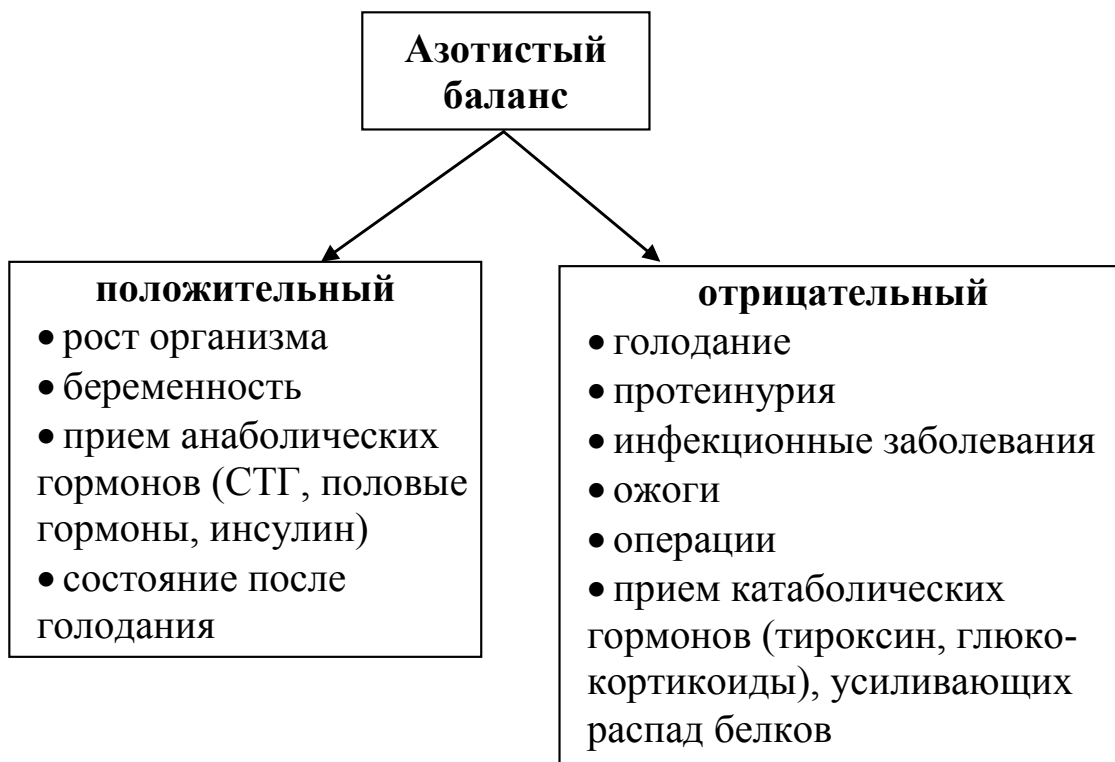 Азотистый
баланс
положительный
• рост организма
• беременность
• прием анаболических
гормонов (СТГ, половые
гормоны, инсулин)
• состояние после
голодания
отрицательный
• голодание
• протеинурия
• инфекционные заболевания
• ожоги
• операции
• прием катаболических
гормонов (тироксин, глюко-
кортикоиды), усиливающих
распад белков